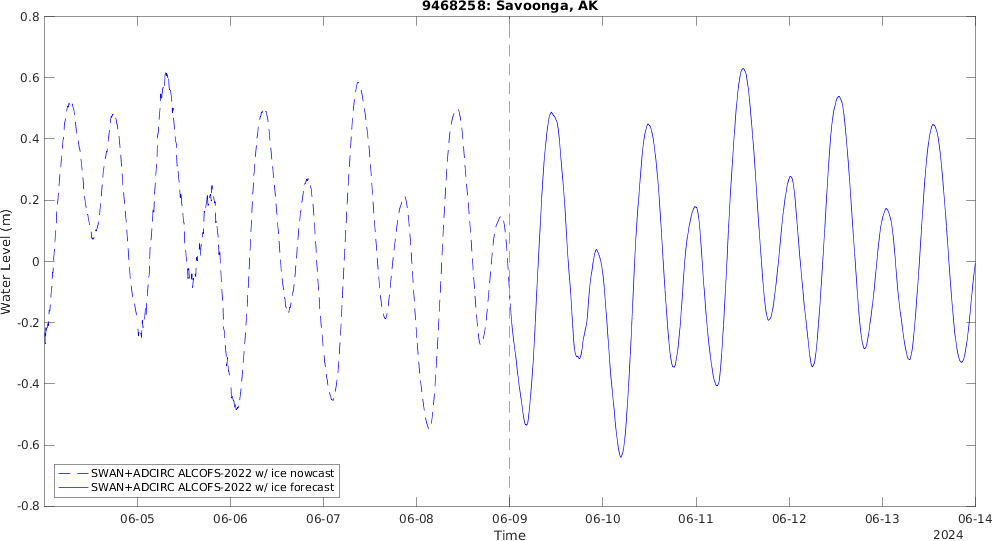 9468258: Savoonga, AK
0.8
0.6
0.4
0.2
0
-0.2
-0.4
-0.6
-0.8
Water Level (m)
SWAN+ADCIRC ALCOFS-2022 w/ ice nowcast
SWAN+ADCIRC ALCOFS-2022 w/ ice forecast
06-05 06-06 06-07 06-08 06-09 06-10 06-11 06-12 06-13 06-14
Time
2024